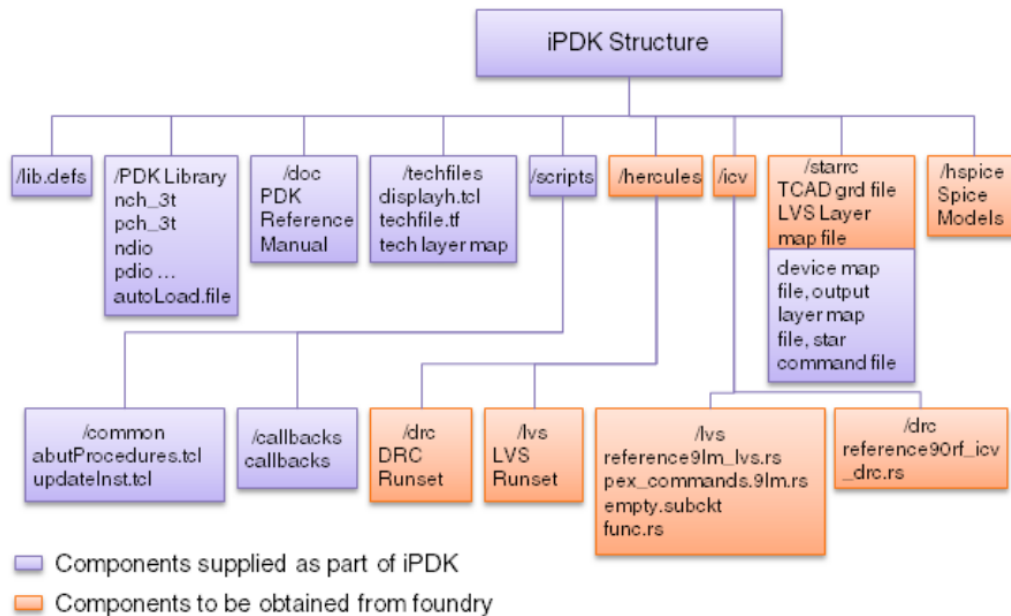 iPDK Structure
/lib.defs
/PDK Library
nch_3t
pch_3t
ndio
pdio ...
autoLoad.file
/doc
PDK
Reference
Manual
/techfiles
displayh.tcl
techfile.tf
tech layer map
/scripts
/hercules
/icv
/starrc
TCAD grd file
LVS Layer
map file
device map
file, output
layer map
file, star
command file
/hspice
Spice
Models
/common
abutProcedures.tcl
updateInst.tcl
/callbacks
callbacks
/drc
DRC
Runset
/lvs
LVS
Runset
/lvs
reference9lm_lvs.rs
pex_commands.9lm.rs
empty.subckt
func.rs
/drc
reference90rf_icv
_drc.rs
Components supplied as part of iPDK
Components to be obtained from foundry